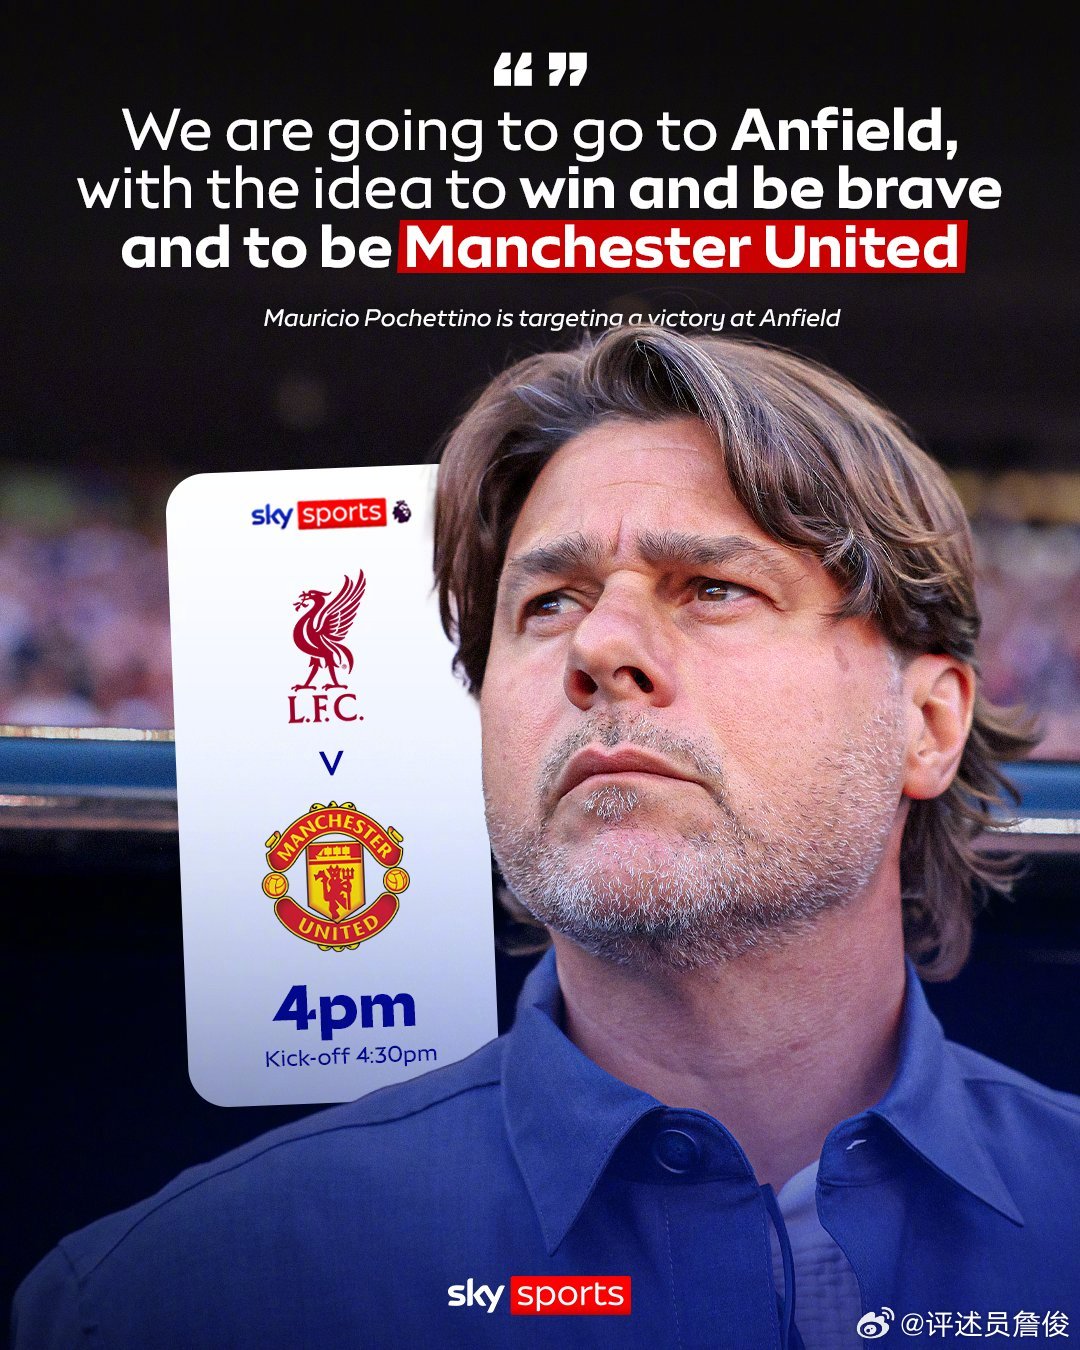 “ ”
We are going to go to Anfield,
with the idea to win and be brave
and to be Manchester United
Mauricio Pochettino is targeting a victory at Anfield
sky sports
L.F.C.
v
MANCHESTER
UNITED
4pm
Kick-off 4:30pm
sky sports
@评述员詹俊